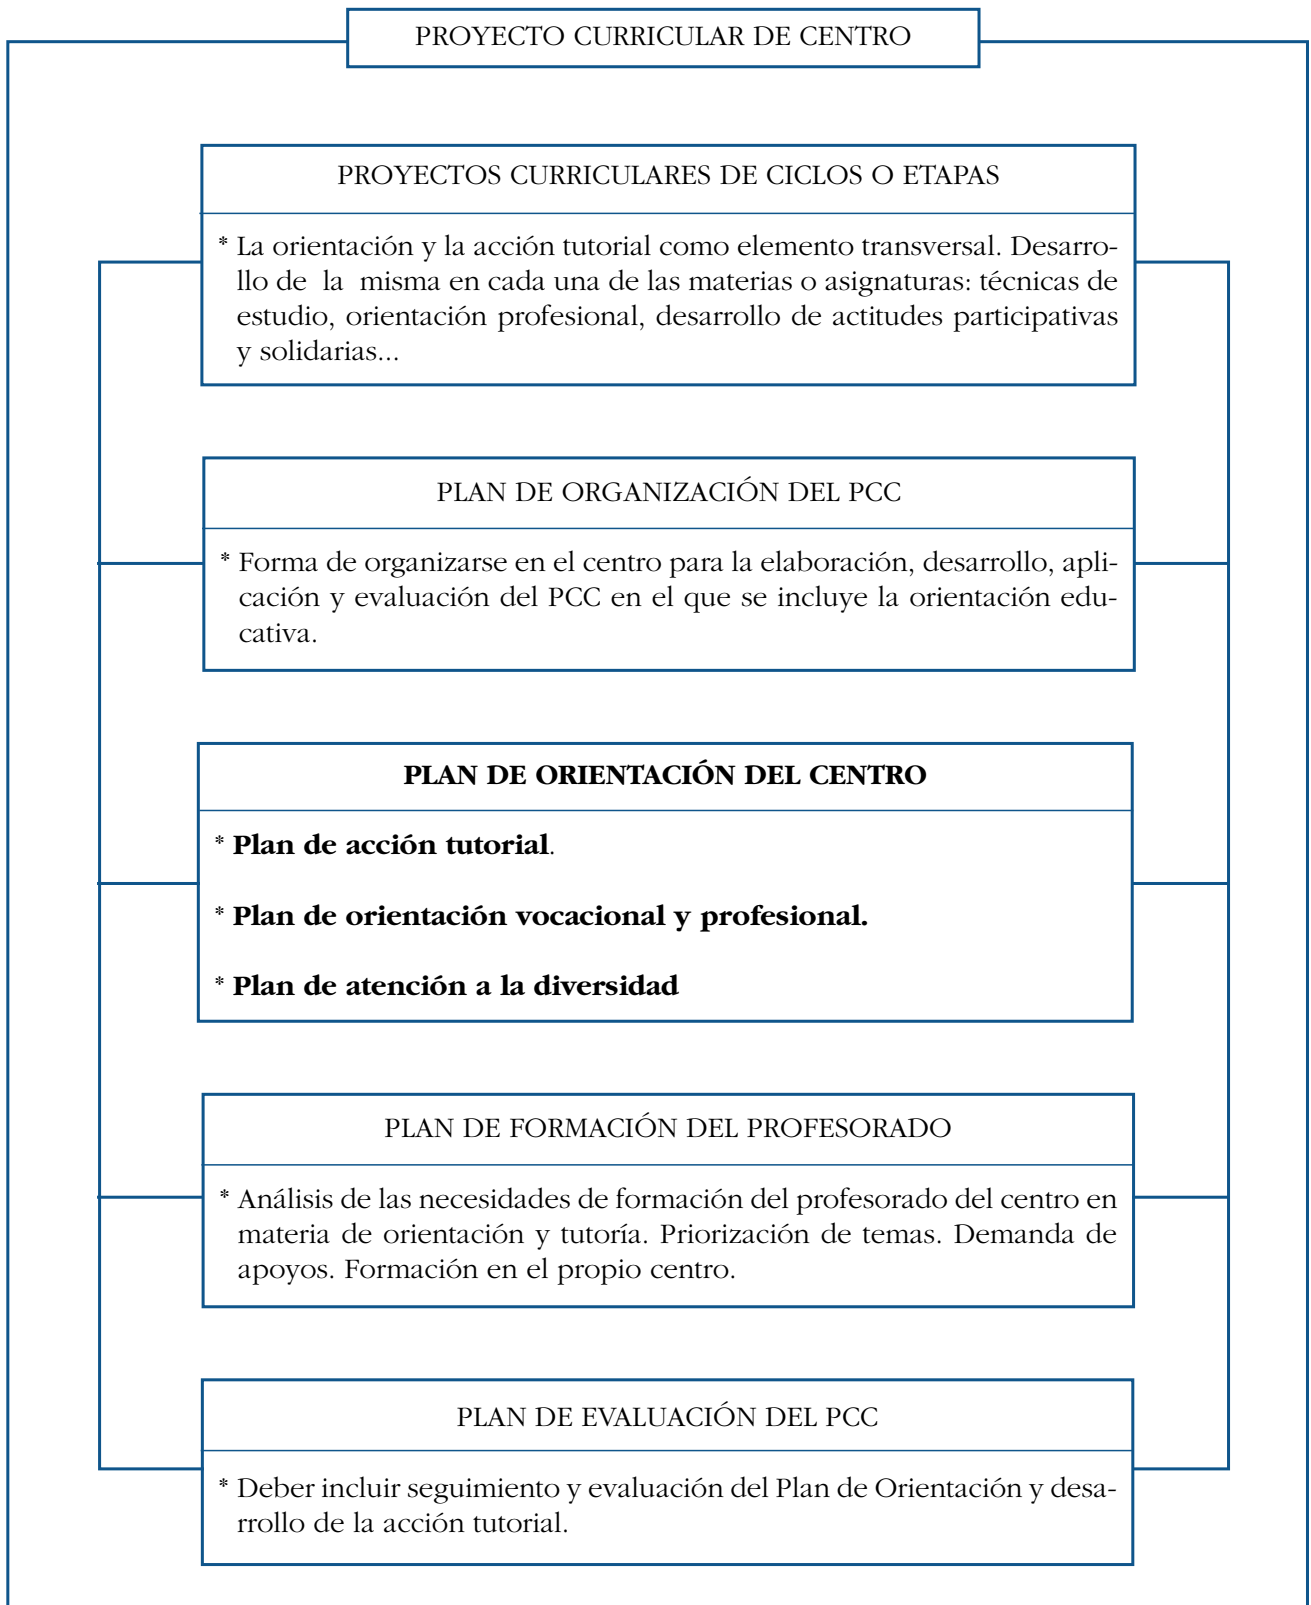 PROYECTO CURRICULAR DE CENTRO
PROYECTOS CURRICULARES DE CICLOS O ETAPAS
* La orientación y la acción tutorial como elemento transversal. Desarro-
llo de la misma en cada una de las materias o asignaturas: técnicas de
estudio, orientación profesional, desarrollo de actitudes participativas
y solidarias...
PLAN DE ORGANIZACIÓN DEL PCC
* Forma de organizarse en el centro para la elaboración, desarrollo, apli-
cación y evaluación del PCC en el que se incluye la orientación edu-
cativa.
PLAN DE ORIENTACIÓN DEL CENTRO
* Plan de acción tutorial.
* Plan de orientación vocacional y profesional.
* Plan de atención a la diversidad
PLAN DE FORMACIÓN DEL PROFESORADO
* Análisis de las necesidades de formación del profesorado del centro en
materia de orientación y tutoría. Priorización de temas. Demanda de
apoyos. Formación en el propio centro.
PLAN DE EVALUACIÓN DEL PCC
* Deber incluir seguimiento y evaluación del Plan de Orientación y desa-
rrollo de la acción tutorial.